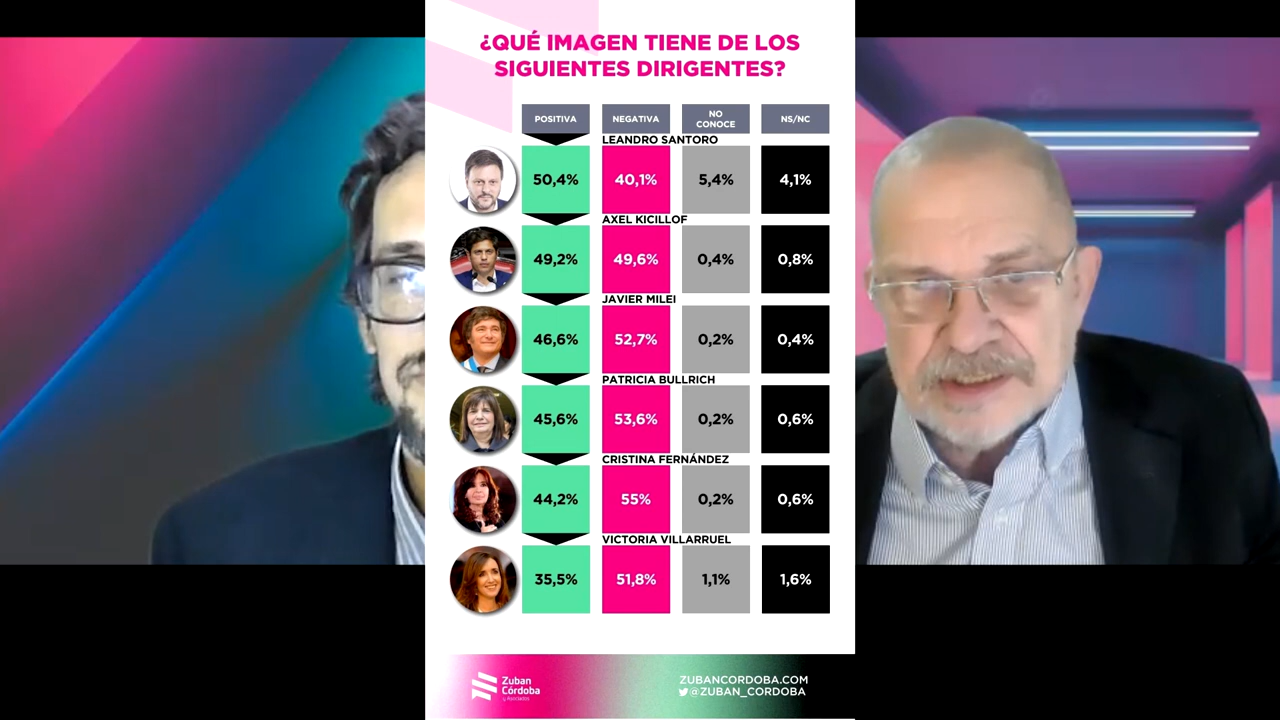 ¿QUÉ IMAGEN TIENE DE LOS
SIGUIENTES DIRIGENTES?
POSITIVA NEGATIVA NO CONOCE NS/NC
LEANDRO SANTORO
50,4% 40,1% 5,4% 4,1%
AXEL KICILLOF
49,2% 49,6% 0,4% 0,8%
JAVIER MILEI
46,6% 52,7% 0,2% 0,4%
PATRICIA BULLRICH
45,6% 53,6% 0,2% 0,6%
CRISTINA FERNÁNDEZ
44,2% 55% 0,2% 0,6%
VICTORIA VILLARRUEL
35,5% 51,8% 1,1% 1,6%
Zuban
Córdoba
y Asociados
ZUBANCORDOBA.COM
@ZUBAN_CORDOBA